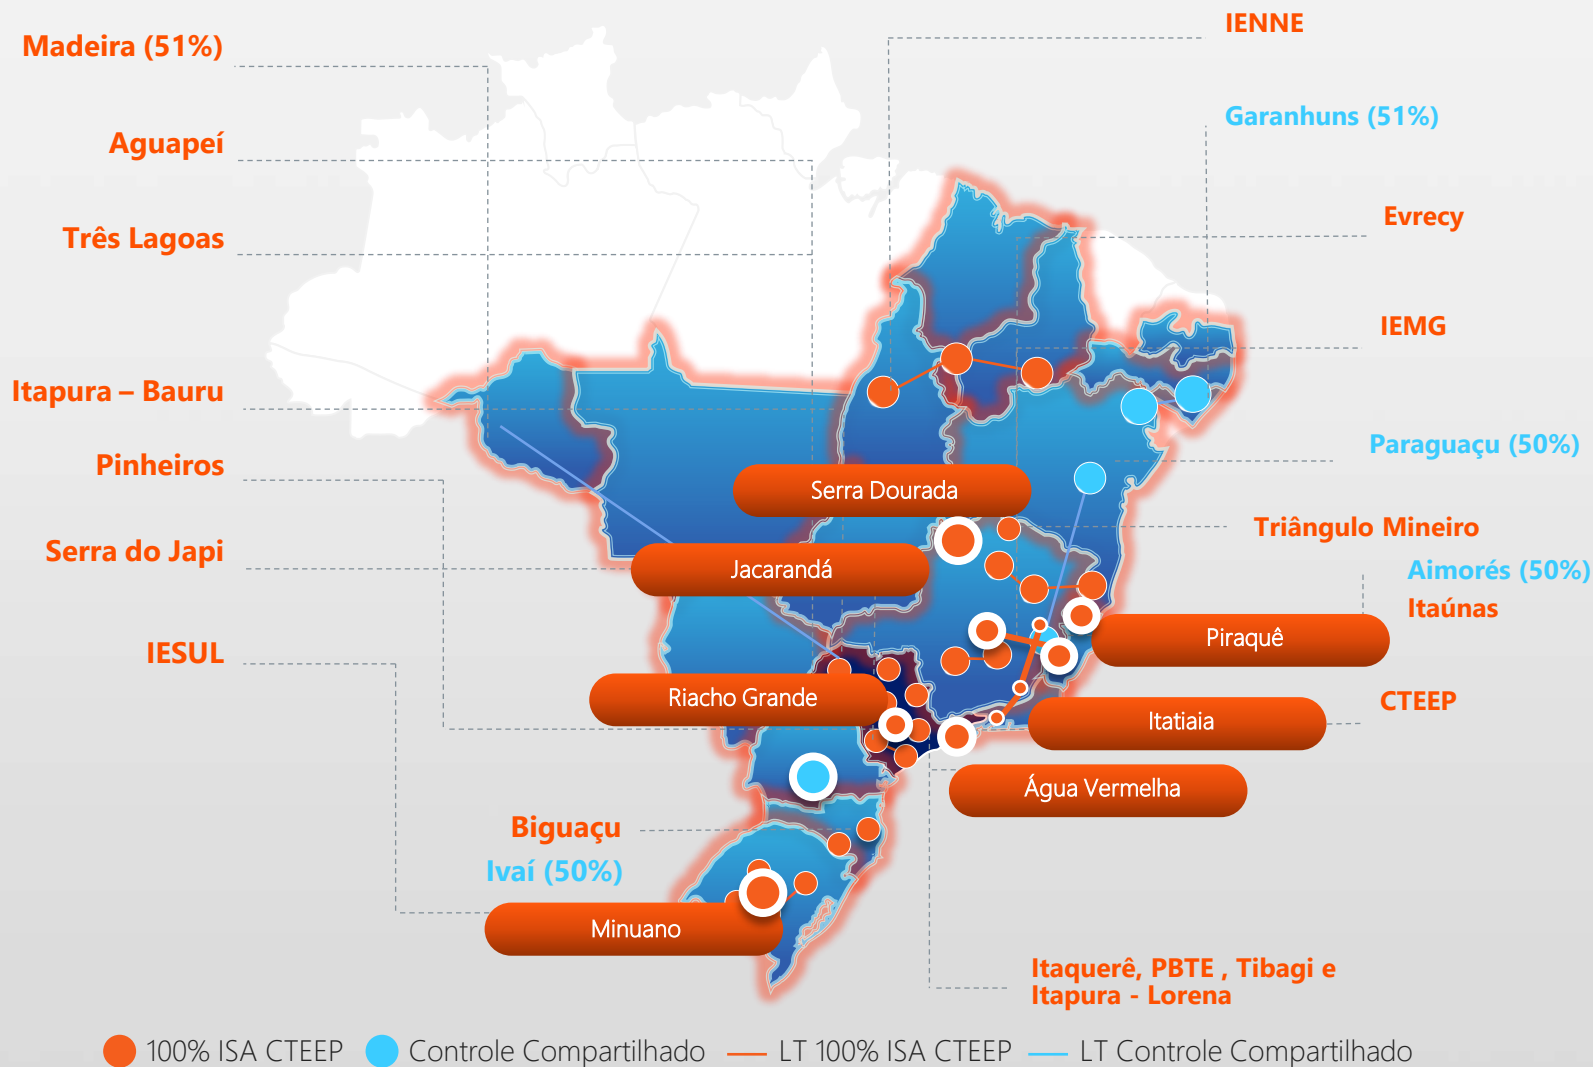 Madeira (51%)
Aguapeí
Três Lagoas
Itapura – Bauru
Pinheiros
Serra do Japi
IESUL
IENNE
Garanhuns (51%)
Evrecy
IEMG
Paraguaçu (50%)
Triângulo Mineiro
Aimorés (50%)
Itaúnas
CTEEP
Serra Dourada
Jacarandá
Piraquê
Riacho Grande
Itatiaia
Água Vermelha
Biguaçu
Ivaí (50%)
Minuano
Itaquerê, PBTE , Tibagi e
Itapura - Lorena
100% ISA CTEEP Controle Compartilhado LT 100% ISA CTEEP LT Controle Compartilhado